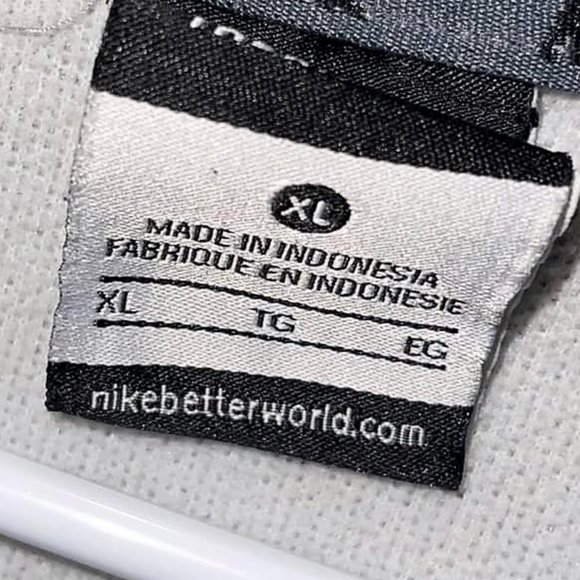 XL
MADE IN INDONESIA
FABRIQUE EN INDONESIE
XL TG EG
nikebetterworld.com